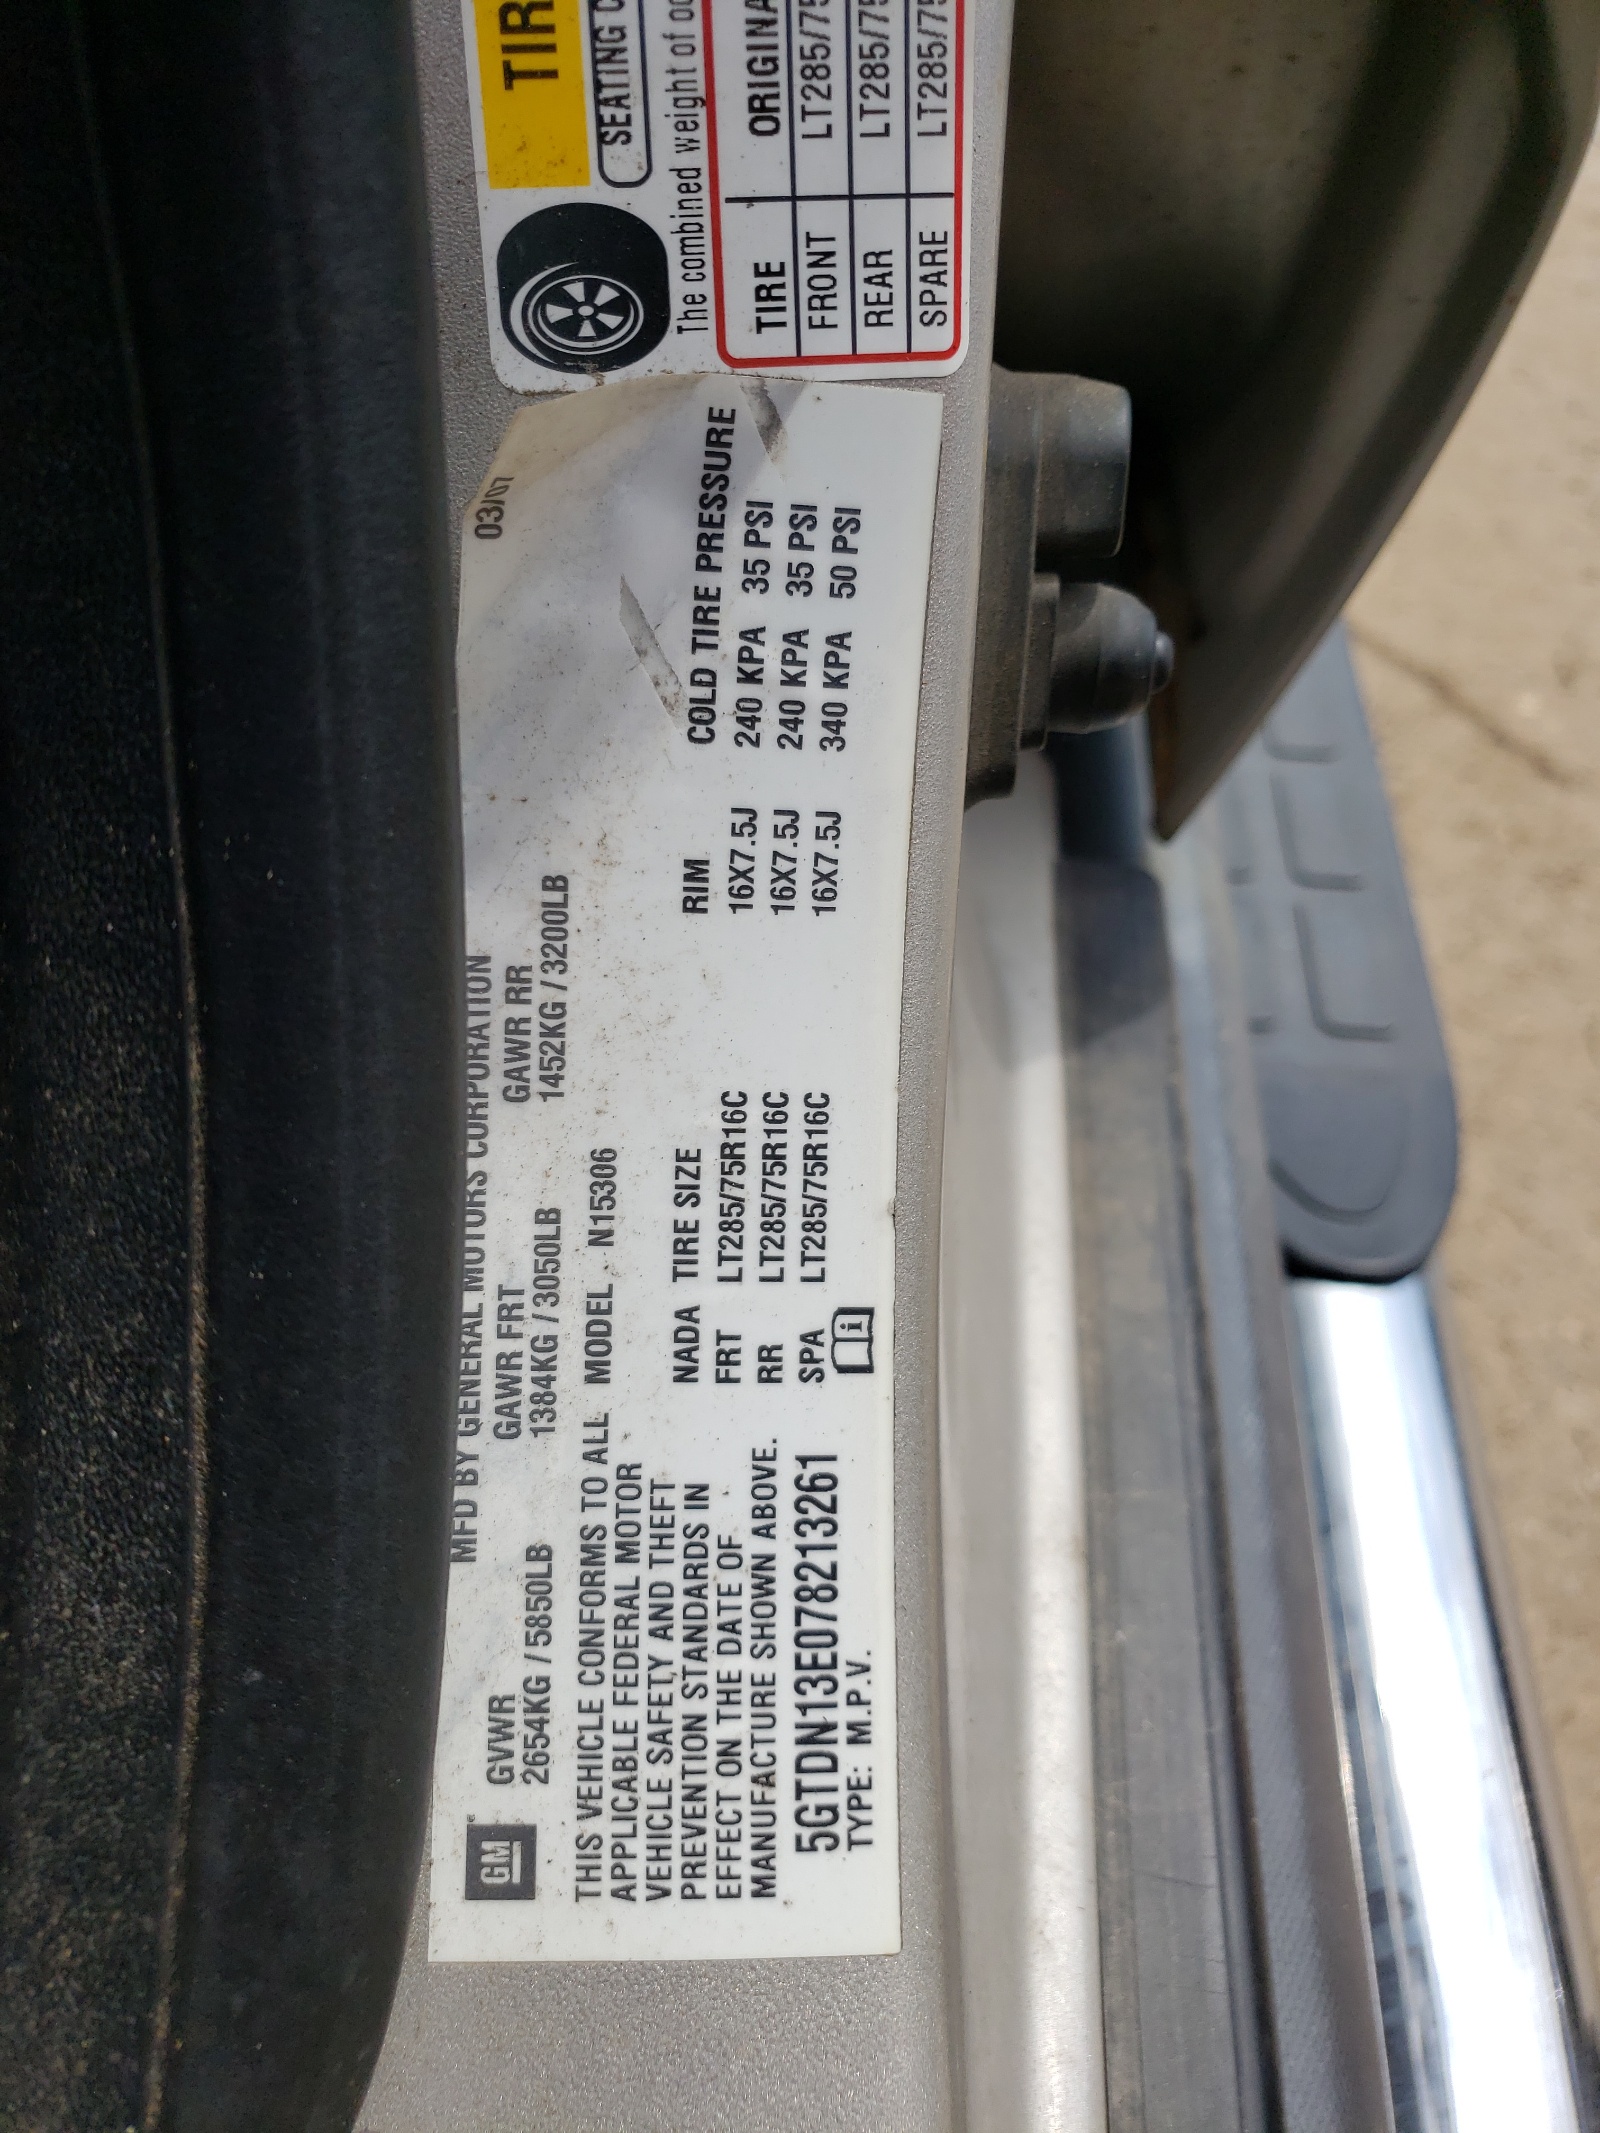 GM
MFD BY GENERAL MOTORS CORPORATION 03/07
GVWR GAWR FRT GAWR RR
2654KG / 5850LB 1384KG / 3050LB 1452KG / 3200LB
THIS VEHICLE CONFORMS TO ALL
APPLICABLE FEDERAL MOTOR
VEHICLE SAFETY AND THEFT
PREVENTION STANDARDS IN
EFFECT ON THE DATE OF
MANUFACTURE SHOWN ABOVE.
5GTDN13E078213261
TYPE: M.P.V.
MODEL N15306
NADA TIRE SIZE RIM COLD TIRE PRESSURE
FRT LT285/75R16C 16X7.5J 240 KPA 35 PSI
RR LT285/75R16C 16X7.5J 240 KPA 35 PSI
SPA LT285/75R16C 16X7.5J 340 KPA 50 PSI
i
TIR
SEATING C
The combined weight of oc
TIRE ORIGINA
FRONT LT285/75
REAR LT285/75
SPARE LT285/75